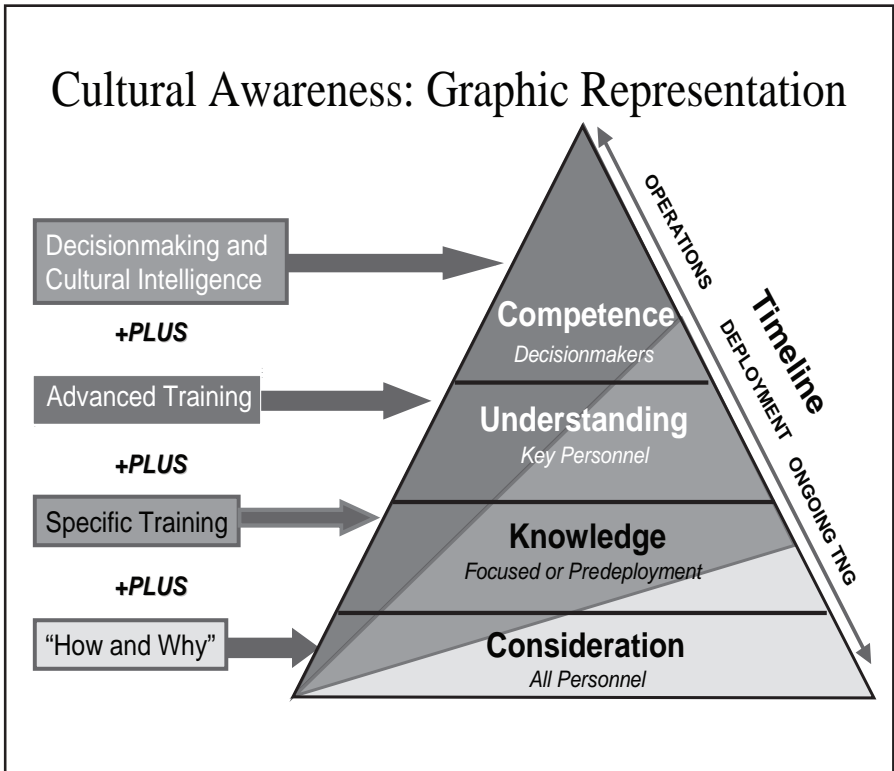 Cultural Awareness: Graphic Representation
Decisionmaking and
Cultural Intelligence
+PLUS
Advanced Training
+PLUS
Specific Training
+PLUS
“How and Why”
Competence
Decisionmakers
Understanding
Key Personnel
Knowledge
Focused or Predeployment
Consideration
All Personnel
OPERATIONS
DEPLOYMENT
ONGOING TNG
Timeline